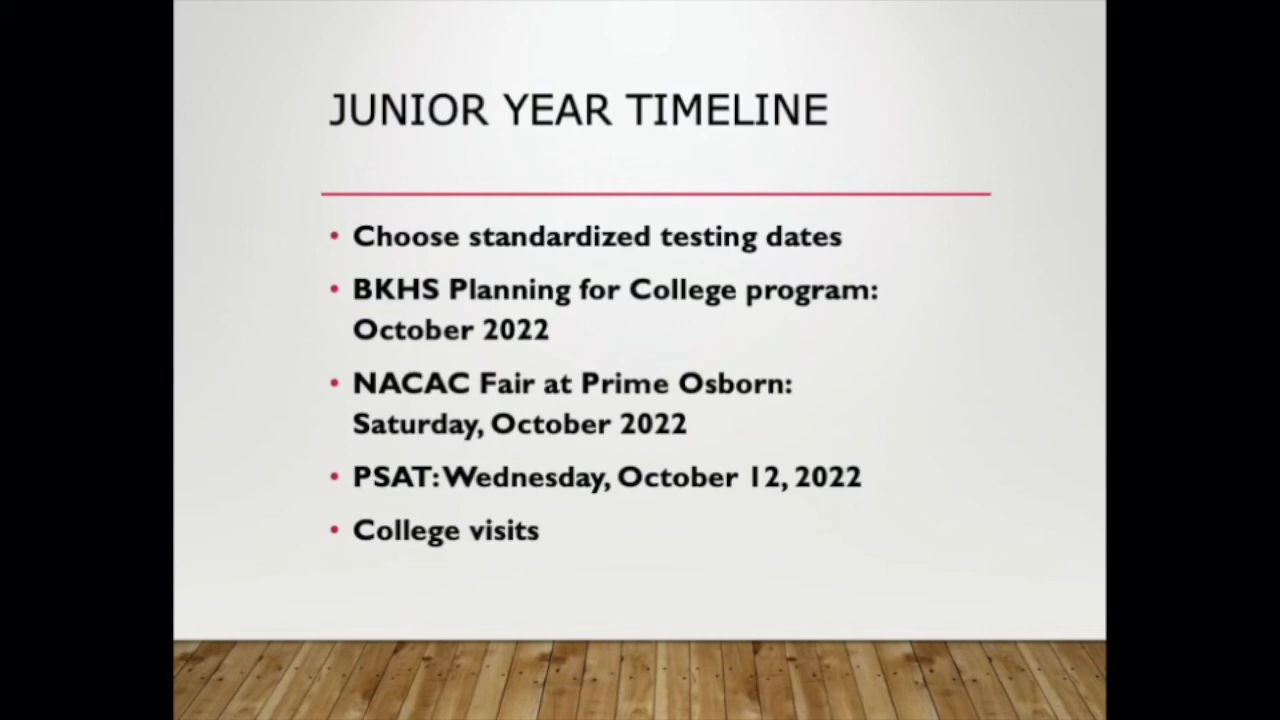 JUNIOR YEAR TIMELINE
• Choose standardized testing dates
• BKHS Planning for College program:
October 2022
• NACAC Fair at Prime Osborn:
Saturday, October 2022
• PSAT: Wednesday, October 12, 2022
• College visits